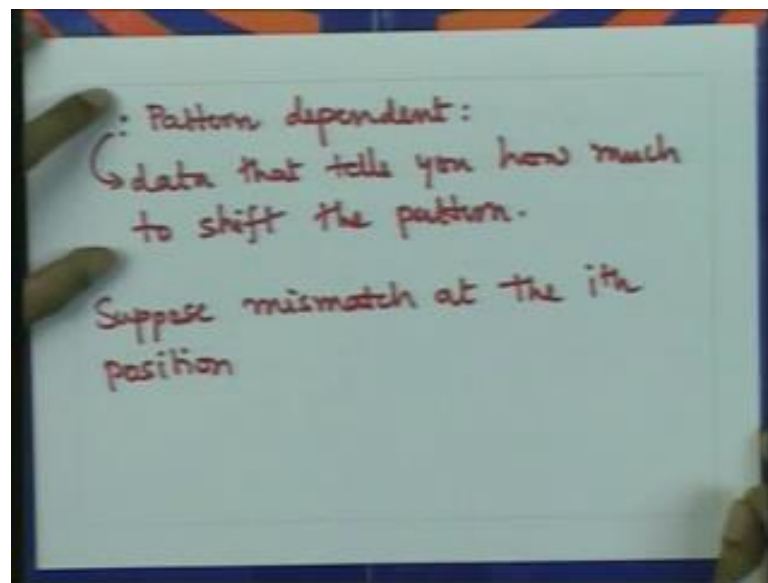 : Pattern dependent:
data that tells you how much
to shift the pattern.
Suppose mismatch at the ith
position